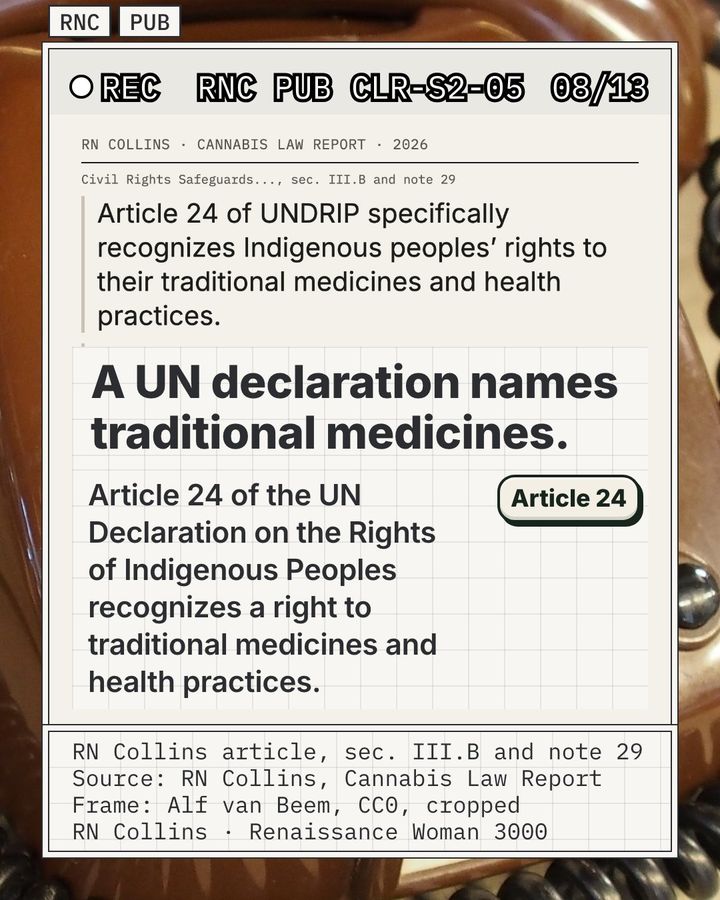 RNC PUB
REC RNC PUB CLR-S2-05 08/13
RN COLLINS · CANNABIS LAW REPORT · 2026
Civil Rights Safeguards..., sec. III.B and note 29
Article 24 of UNDRIP specifically
recognizes Indigenous peoples’ rights to
their traditional medicines and health
practices.
A UN declaration names
traditional medicines.
Article 24 of the UN
Declaration on the Rights
of Indigenous Peoples
recognizes a right to
traditional medicines and
health practices.
Article 24
RN Collins article, sec. III.B and note 29
Source: RN Collins, Cannabis Law Report
Frame: Alf van Beem, CC0, cropped
RN Collins · Renaissance Woman 3000